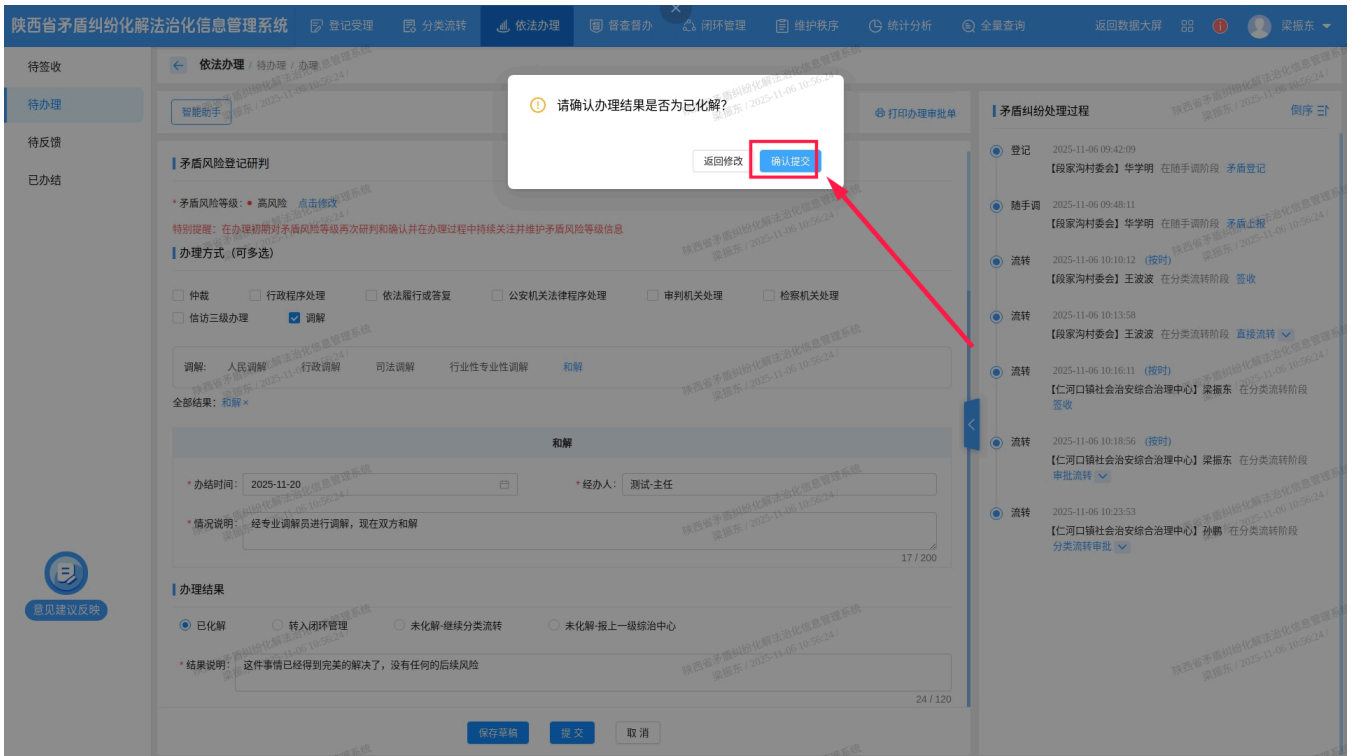 陕西省矛盾纠纷化解法治化信息管理系统 登记受理 分类流转 依法办理 督查督办 闭环管理 维护秩序 统计分析 全量查询 返回数据大屏 梁振东
待签收
待办理
待反馈
已办结
意见建议反映
依法办理 / 待办理 / 办理
智能助手
打印办理审批单
请确认办理结果是否为已化解?
返回修改 确认提交
矛盾风险登记研判
* 矛盾风险等级: 高风险 点击修改
特别提醒:在办理初期对矛盾风险等级再次研判和确认并在办理过程中持续关注并维护矛盾风险等级信息
办理方式(可多选)
仲裁 行政程序处理 依法履行或答复 公安机关法律程序处理 审判机关处理 检察机关处理
信访三级办理 调解
调解: 人民调解 行政调解 司法调解 行业性专业性调解 和解
全部结果: 和解 ×
和解
* 办结时间: 2025-11-20 * 经办人: 测试-主任
* 情况说明: 经专业调解员进行调解,现在双方和解
17 / 200
办理结果
已化解 转入闭环管理 未化解-继续分类流转 未化解-报上一级综治中心
* 结果说明: 这件事情已经得到完美的解决了,没有任何的后续风险
24 / 120
保存草稿 提 交 取 消
矛盾纠纷处理过程 倒序
登记 2025-11-06 09:42:09
【段家沟村委会】华学明 在随手调阶段 矛盾登记
随手调 2025-11-06 09:48:11
【段家沟村委会】华学明 在随手调阶段 矛盾上报
流转 2025-11-06 10:10:12 (按时)
【段家沟村委会】王波波 在分类流转阶段 签收
流转 2025-11-06 10:13:58
【段家沟村委会】王波波 在分类流转阶段 直接流转
流转 2025-11-06 10:16:11 (按时)
【仁河口镇社会治安综合治理中心】梁振东 在分类流转阶段
签收
流转 2025-11-06 10:18:56 (按时)
【仁河口镇社会治安综合治理中心】梁振东 在分类流转阶段
审批流转
流转 2025-11-06 10:23:53
【仁河口镇社会治安综合治理中心】孙鹏 在分类流转阶段
分类流转审批
陕西省矛盾纠纷化解法治化信息管理系统
梁振东 / 2025-11-06 10:56:24 /